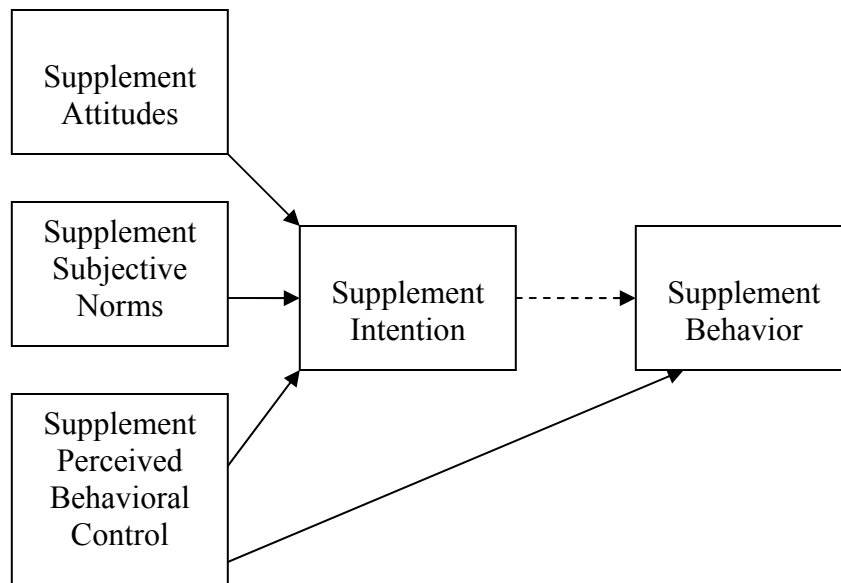 Supplement
Attitudes
Supplement
Subjective
Norms
Supplement
Perceived
Behavioral
Control
Supplement
Intention
Supplement
Behavior